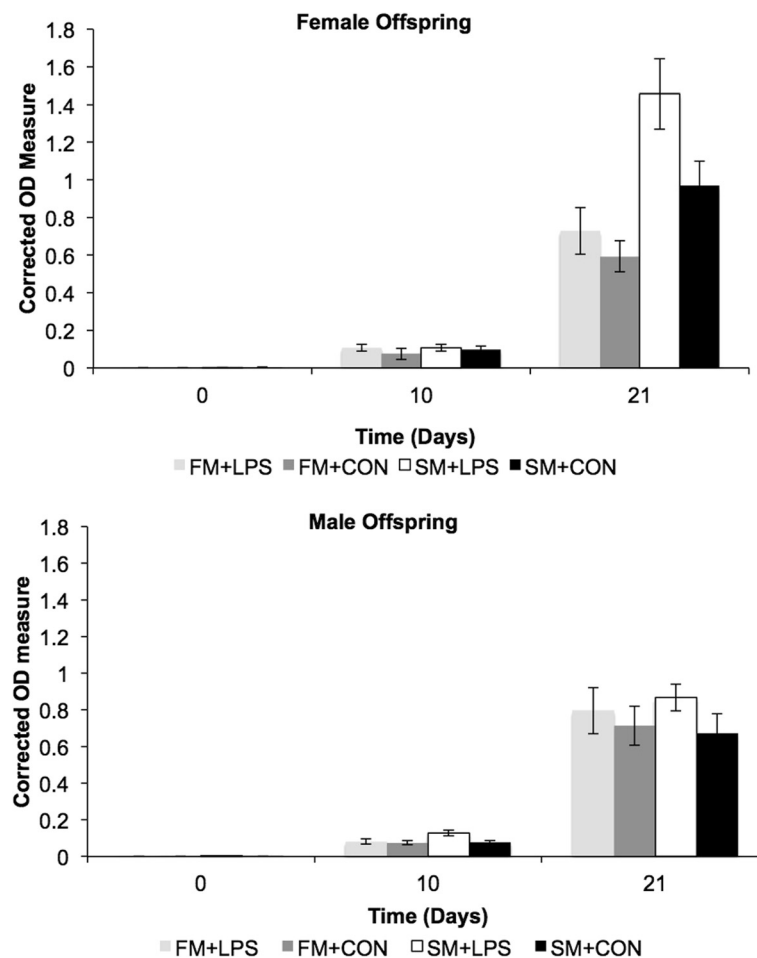 Female Offspring
Corrected OD Measure
1.8
1.6
1.4
1.2
1
0.8
0.6
0.4
0.2
0
0 10 21
Time (Days)
FM+LPS FM+CON SM+LPS SM+CON
Male Offspring
Corrected OD measure
1.8
1.6
1.4
1.2
1
0.8
0.6
0.4
0.2
0
0 10 21
Time (Days)
FM+LPS FM+CON SM+LPS SM+CON